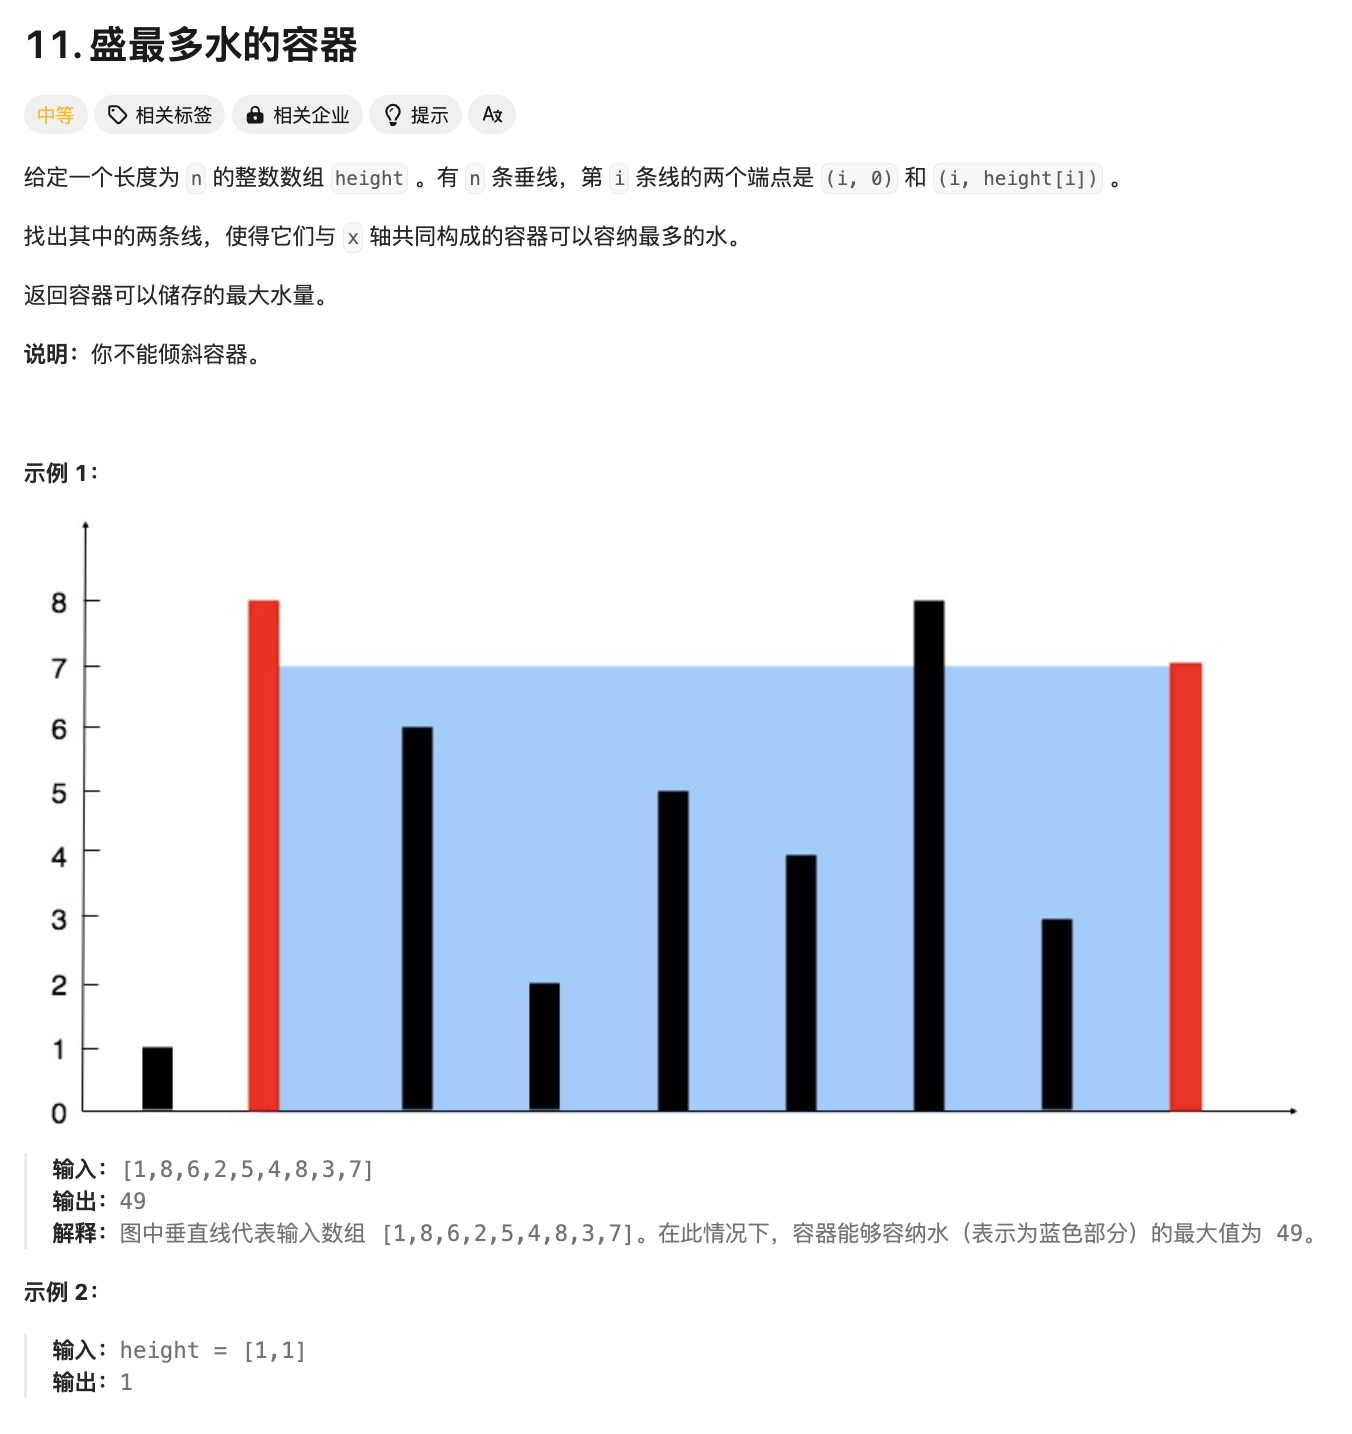 11. 盛最多水的容器
中等 相关标签 相关企业 提示 A文
给定一个长度为 n 的整数数组 height 。有 n 条垂线，第 i 条线的两个端点是 (i, 0) 和 (i, height[i]) 。
找出其中的两条线，使得它们与 x 轴共同构成的容器可以容纳最多的水。
返回容器可以储存的最大水量。
说明：你不能倾斜容器。
示例 1：
8
7
6
5
4
3
2
1
0
输入：[1,8,6,2,5,4,8,3,7]
输出：49
解释：图中垂直线代表输入数组 [1,8,6,2,5,4,8,3,7]。在此情况下，容器能够容纳水（表示为蓝色部分）的最大值为 49。
示例 2：
输入：height = [1,1]
输出：1